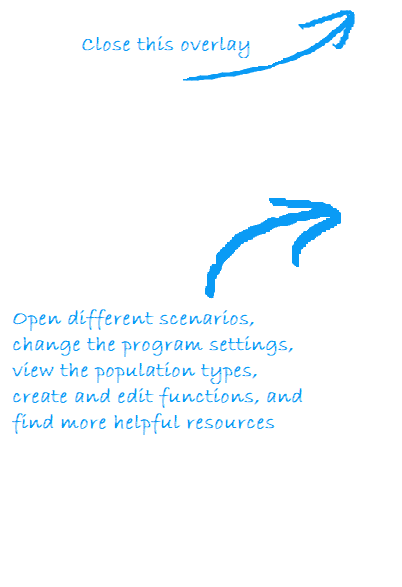 Close this overlay
Open different scenarios,
change the program settings,
view the population types,
create and edit functions, and
find more helpful resources